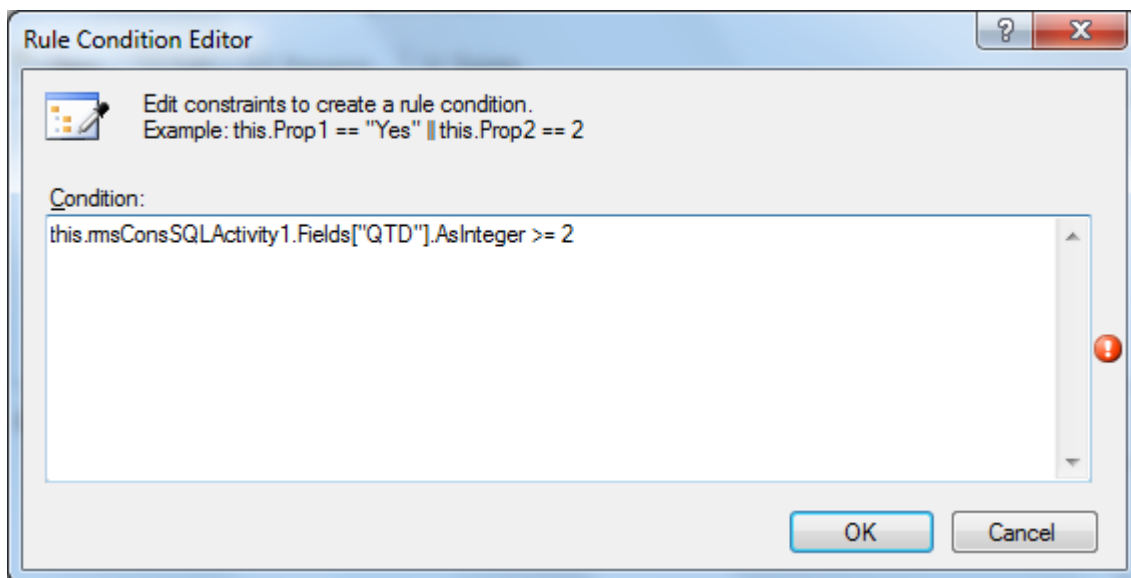 Rule Condition Editor
Edit constraints to create a rule condition.
Example: this.Prop1 == "Yes" || this.Prop2 == 2
Condition:
this.rmsConsSQLActivity1.Fields["QTD"].AsInteger >= 2
OK
Cancel